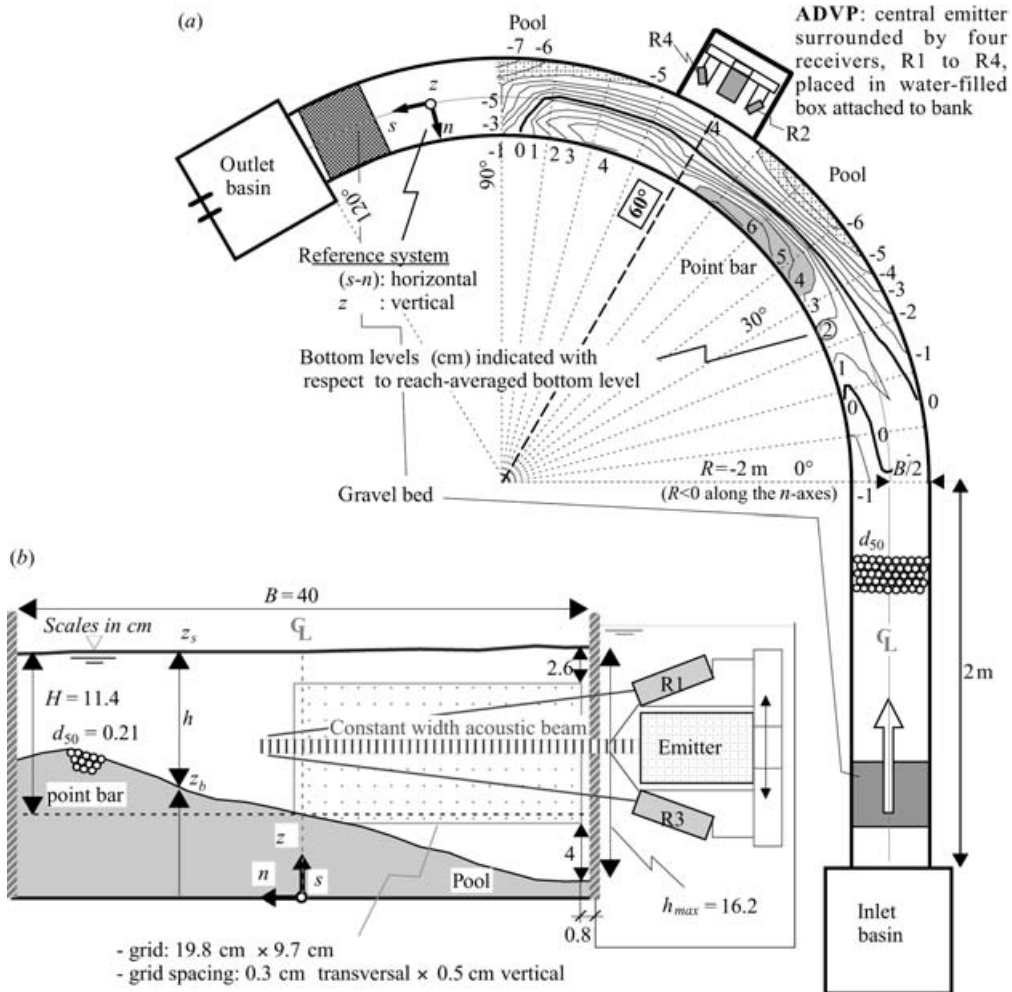 (a)
Pool
-7 -6
-5
R4
ADVP: central emitter
surrounded by four
receivers, R1 to R4,
placed in water-filled
box attached to bank
R2
Pool
z
s
n
-5
-3
-1 0 1 2 3 4
4
Outlet
basin
120°
90°
60°
30°
Reference system
(s-n): horizontal
z : vertical
Point bar
6
5
4
3
2
1
0
0
-6
-5
-4
-3
-2
-1
0
-1
Bottom levels (cm) indicated with
respect to reach-averaged bottom level
R = -2 m 0°
(R<0 along the n-axes)
B/2
Gravel bed
d50
℄
2 m
Inlet
basin
(b)
B = 40
Scales in cm
zs
℄
2.6
H = 11.4
h
d50 = 0.21
R1
Constant width acoustic beam
Emitter
point bar
zb
R3
z
4
n
s
Pool
hmax = 16.2
0.8
- grid: 19.8 cm × 9.7 cm
- grid spacing: 0.3 cm transversal × 0.5 cm vertical